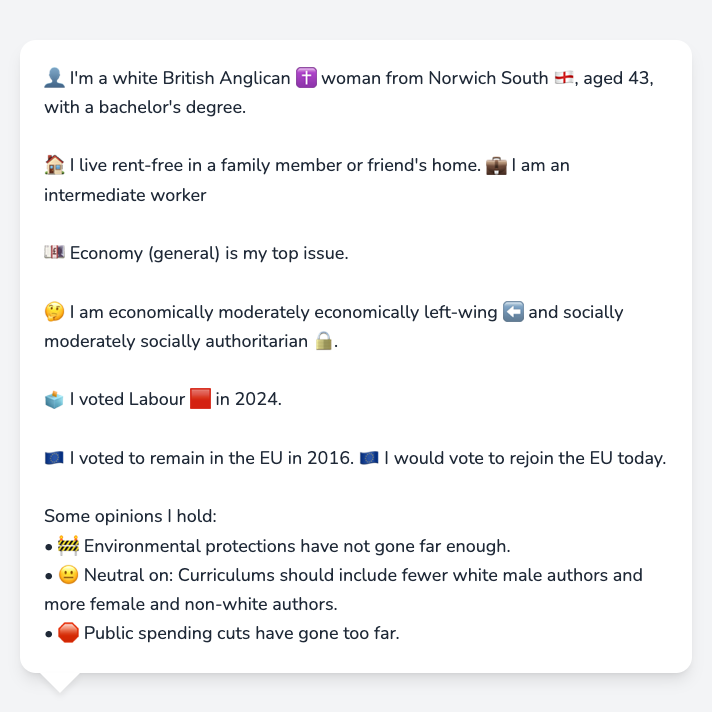 👤 I'm a white British Anglican ✝️ woman from Norwich South 🏴󠁧󠁢󠁥󠁮󠁧󠁿, aged 43,
with a bachelor's degree.
🏠 I live rent-free in a family member or friend's home. 💼 I am an
intermediate worker
💷 Economy (general) is my top issue.
🤔 I am economically moderately economically left-wing ⬅️ and socially
moderately socially authoritarian 🔒.
🗳️ I voted Labour 🟥 in 2024.
🇪🇺 I voted to remain in the EU in 2016. 🇪🇺 I would vote to rejoin the EU today.
Some opinions I hold:
• 🚧 Environmental protections have not gone far enough.
• 😐 Neutral on: Curriculums should include fewer white male authors and
more female and non-white authors.
• 🛑 Public spending cuts have gone too far.